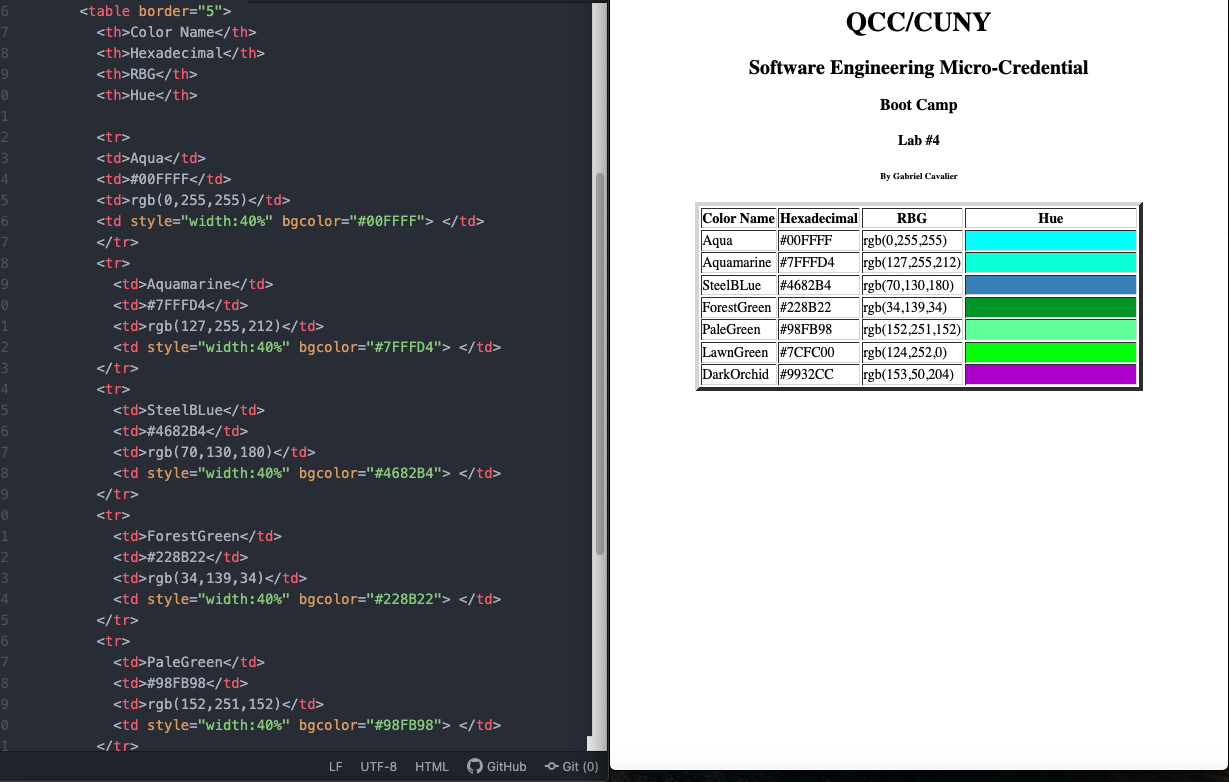 6 <table border="5">
7 <th>Color Name</th>
8 <th>Hexadecimal</th>
9 <th>RBG</th>
0 <th>Hue</th>
1
2 <tr>
3 <td>Aqua</td>
4 <td>#00FFFF</td>
5 <td>rgb(0,255,255)</td>
6 <td style="width:40%" bgcolor="#00FFFF"> </td>
7 </tr>
8 <tr>
9 <td>Aquamarine</td>
0 <td>#7FFFD4</td>
1 <td>rgb(127,255,212)</td>
2 <td style="width:40%" bgcolor="#7FFFD4"> </td>
3 </tr>
4 <tr>
5 <td>SteelBLue</td>
6 <td>#4682B4</td>
7 <td>rgb(70,130,180)</td>
8 <td style="width:40%" bgcolor="#4682B4"> </td>
9 </tr>
0 <tr>
1 <td>ForestGreen</td>
2 <td>#228B22</td>
3 <td>rgb(34,139,34)</td>
4 <td style="width:40%" bgcolor="#228B22"> </td>
5 </tr>
6 <tr>
7 <td>PaleGreen</td>
8 <td>#98FB98</td>
9 <td>rgb(152,251,152)</td>
0 <td style="width:40%" bgcolor="#98FB98"> </td>
1 </tr>
LF UTF-8 HTML GitHub Git (0)
QCC/CUNY
Software Engineering Micro-Credential
Boot Camp
Lab #4
By Gabriel Cavalier
Color Name Hexadecimal RBG Hue
Aqua #00FFFF rgb(0,255,255)
Aquamarine #7FFFD4 rgb(127,255,212)
SteelBLue #4682B4 rgb(70,130,180)
ForestGreen #228B22 rgb(34,139,34)
PaleGreen #98FB98 rgb(152,251,152)
LawnGreen #7CFC00 rgb(124,252,0)
DarkOrchid #9932CC rgb(153,50,204)